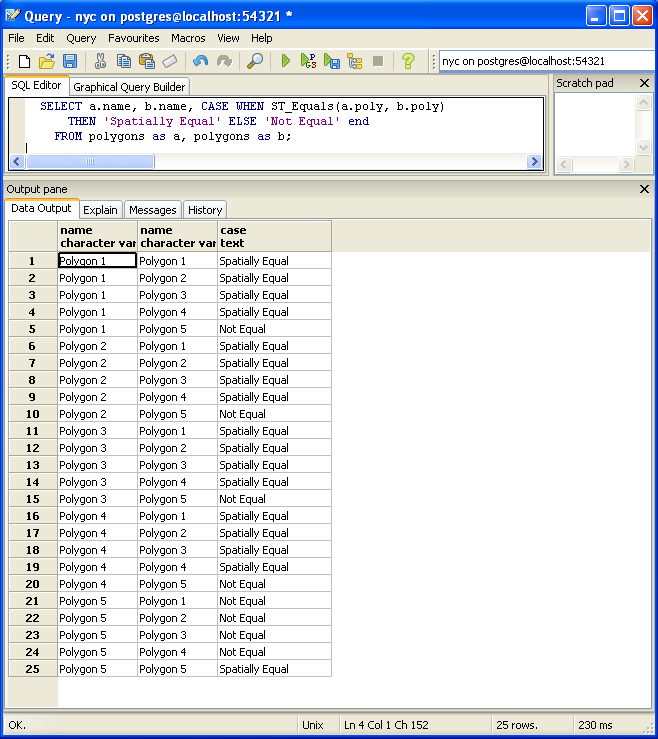 Query - nyc on postgres@localhost:54321 *
File Edit Query Favourites Macros View Help
nyc on postgres@localhost:54321
SQL Editor Graphical Query Builder
Scratch pad
SELECT a.name, b.name, CASE WHEN ST_Equals(a.poly, b.poly)
THEN 'Spatially Equal' ELSE 'Not Equal' end
FROM polygons as a, polygons as b;
Output pane
Data Output Explain Messages History
name name case
character var character var text
1 Polygon 1 Polygon 1 Spatially Equal
2 Polygon 1 Polygon 2 Spatially Equal
3 Polygon 1 Polygon 3 Spatially Equal
4 Polygon 1 Polygon 4 Spatially Equal
5 Polygon 1 Polygon 5 Not Equal
6 Polygon 2 Polygon 1 Spatially Equal
7 Polygon 2 Polygon 2 Spatially Equal
8 Polygon 2 Polygon 3 Spatially Equal
9 Polygon 2 Polygon 4 Spatially Equal
10 Polygon 2 Polygon 5 Not Equal
11 Polygon 3 Polygon 1 Spatially Equal
12 Polygon 3 Polygon 2 Spatially Equal
13 Polygon 3 Polygon 3 Spatially Equal
14 Polygon 3 Polygon 4 Spatially Equal
15 Polygon 3 Polygon 5 Not Equal
16 Polygon 4 Polygon 1 Spatially Equal
17 Polygon 4 Polygon 2 Spatially Equal
18 Polygon 4 Polygon 3 Spatially Equal
19 Polygon 4 Polygon 4 Spatially Equal
20 Polygon 4 Polygon 5 Not Equal
21 Polygon 5 Polygon 1 Not Equal
22 Polygon 5 Polygon 2 Not Equal
23 Polygon 5 Polygon 3 Not Equal
24 Polygon 5 Polygon 4 Not Equal
25 Polygon 5 Polygon 5 Spatially Equal
OK. Unix Ln 4 Col 1 Ch 152 25 rows. 230 ms